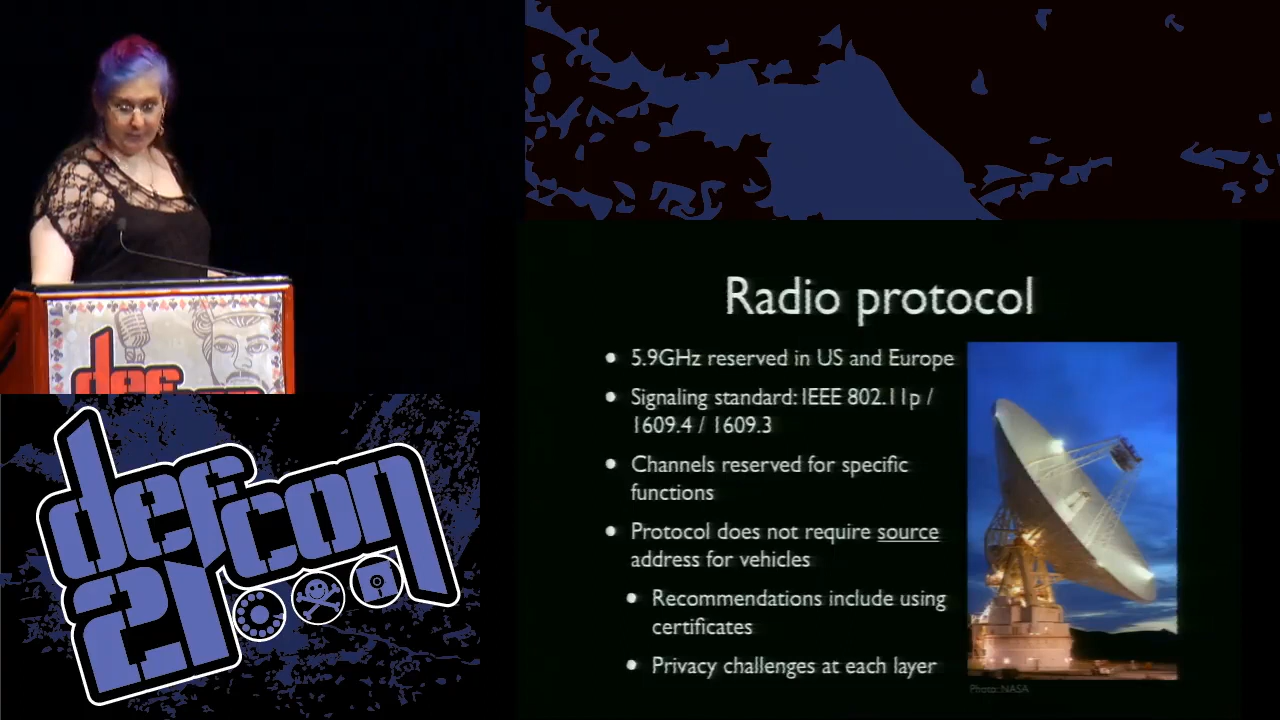 def
defcon
21
Radio protocol
• 5.9GHz reserved in US and Europe
• Signaling standard: IEEE 802.11p /
1609.4 / 1609.3
• Channels reserved for specific
functions
• Protocol does not require source
address for vehicles
• Recommendations include using
certificates
• Privacy challenges at each layer
Photo: NASA